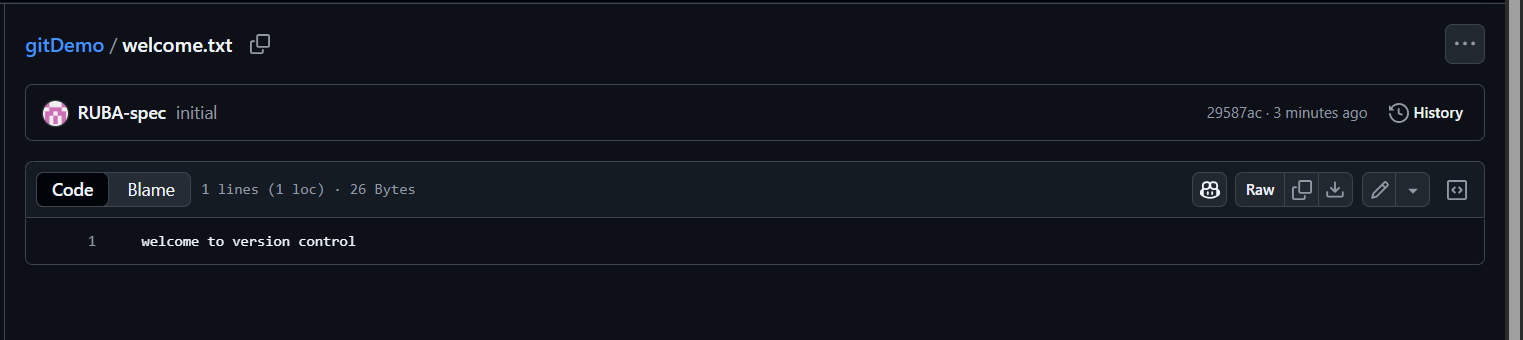 gitDemo / welcome.txt
RUBA-spec initial 29587ac · 3 minutes ago History
Code Blame 1 lines (1 loc) · 26 Bytes Raw
1 welcome to version control